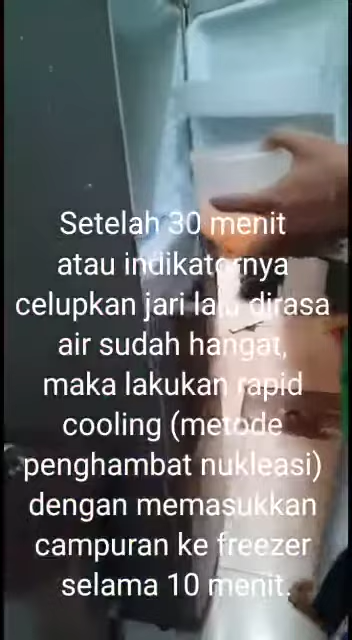 Setelah 30 menit
atau indikatornya
celupkan jari lalu dirasa
air sudah hangat,
maka lakukan rapid
cooling (metode
penghambat nukleasi)
dengan memasukkan
campuran ke freezer
selama 10 menit.